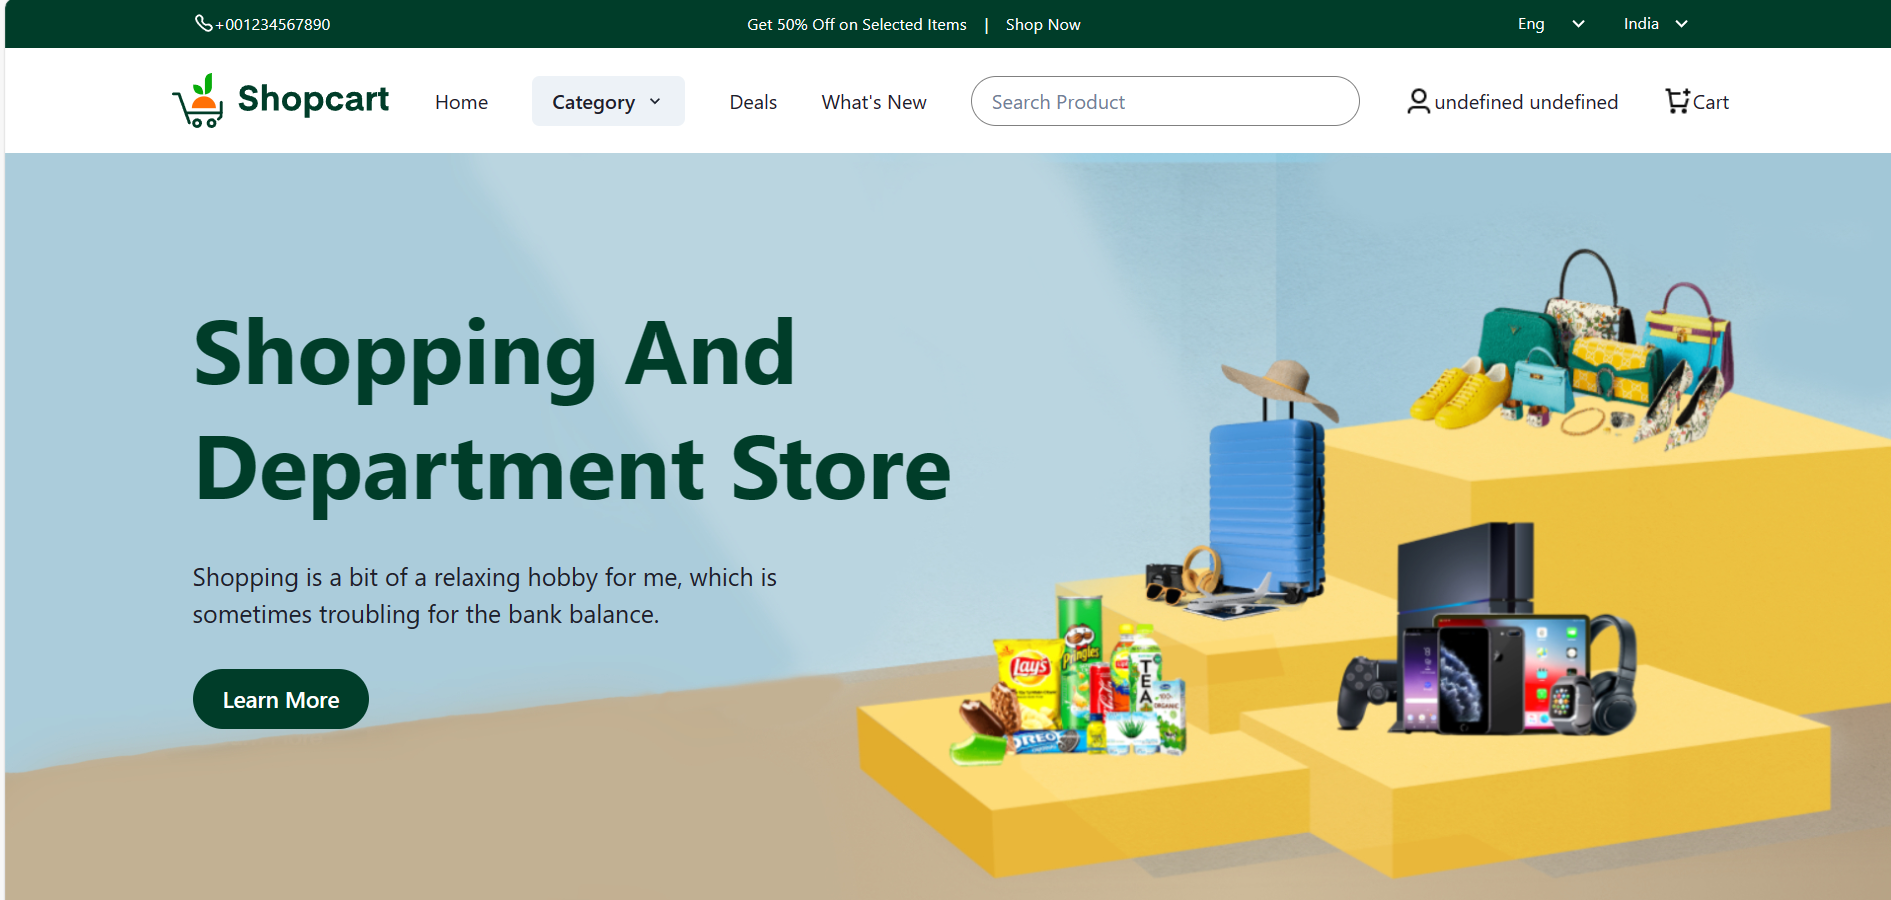 +001234567890
Get 50% Off on Selected Items | Shop Now
Eng
India
Shopcart
Home
Category
Deals
What's New
Search Product
undefined undefined
Cart
Shopping And
Department Store
Shopping is a bit of a relaxing hobby for me, which is
sometimes troubling for the bank balance.
Learn More
Lay's
Pringles
TEA
100%
ORGANIC
OREO